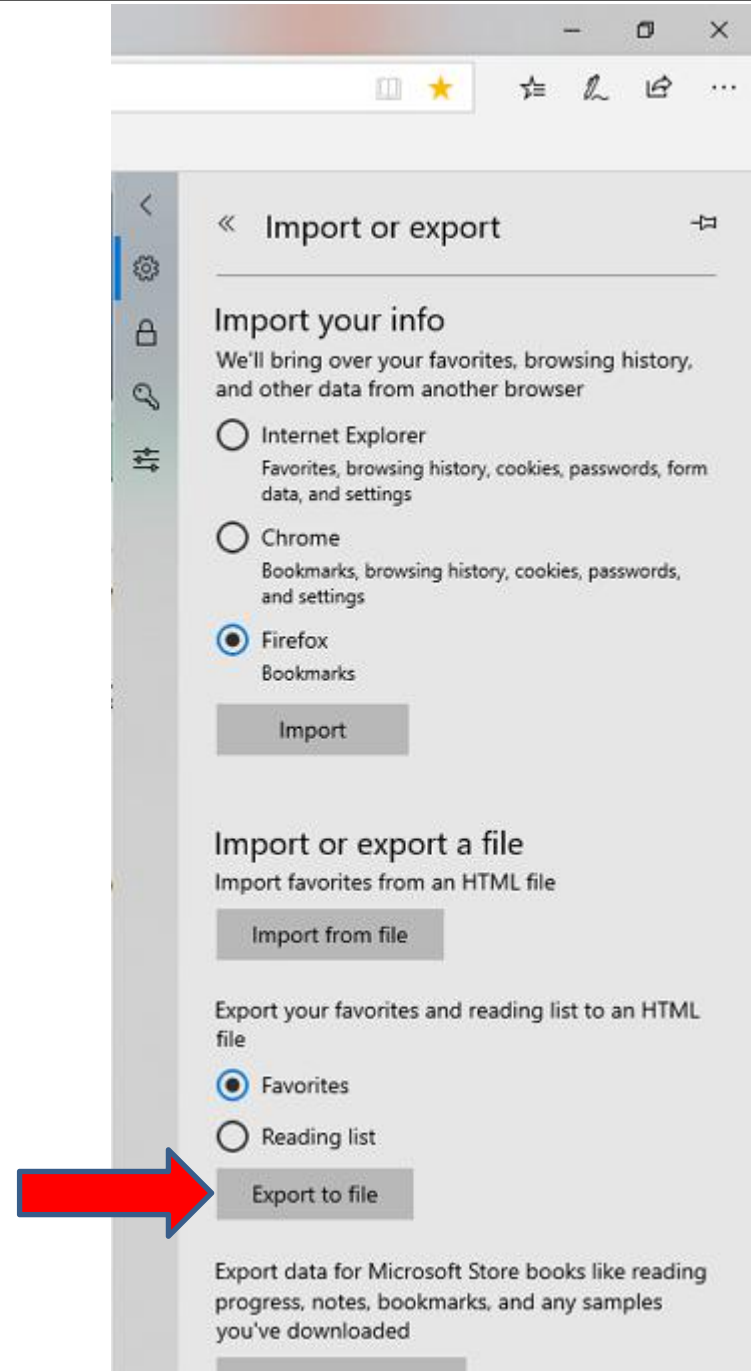 Import or export
Import your info
We'll bring over your favorites, browsing history,
and other data from another browser
Internet Explorer
Favorites, browsing history, cookies, passwords, form
data, and settings
Chrome
Bookmarks, browsing history, cookies, passwords,
and settings
Firefox
Bookmarks
Import
Import or export a file
Import favorites from an HTML file
Import from file
Export your favorites and reading list to an HTML
file
Favorites
Reading list
Export to file
Export data for Microsoft Store books like reading
progress, notes, bookmarks, and any samples
you've downloaded